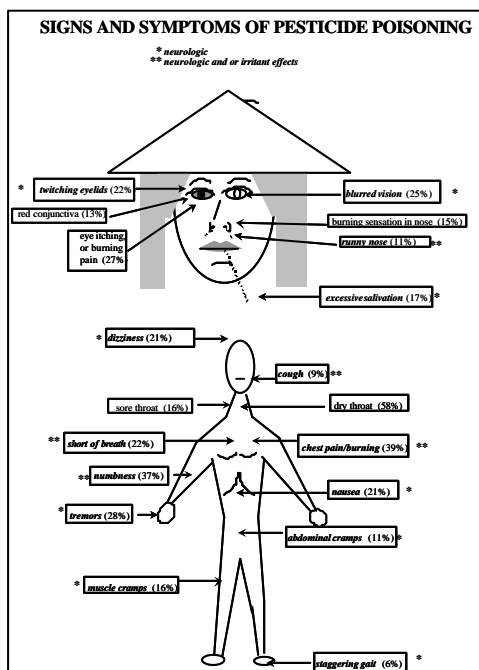 SIGNS AND SYMPTOMS OF PESTICIDE POISONING
* neurologic
** neurologic and or irritant effects
* twitching eyelids (22%
blurred vision (25%) *
red conjunctiva (13%)
burning sensation in nose (15%)
eye itching,
or burning
pain
(27%)
runny nose (11%) **
excessive salivation (17%) *
* dizziness (21%)
cough (9%) **
sore throat (16%)
dry throat (58%)
** short of breath (22%)
chest pain/burning (39%) **
** numbness (37%)
nausea (21%) *
* tremors (28%)
abdominal cramps (11%) *
* muscle cramps (16%)
staggering gait (6%) *